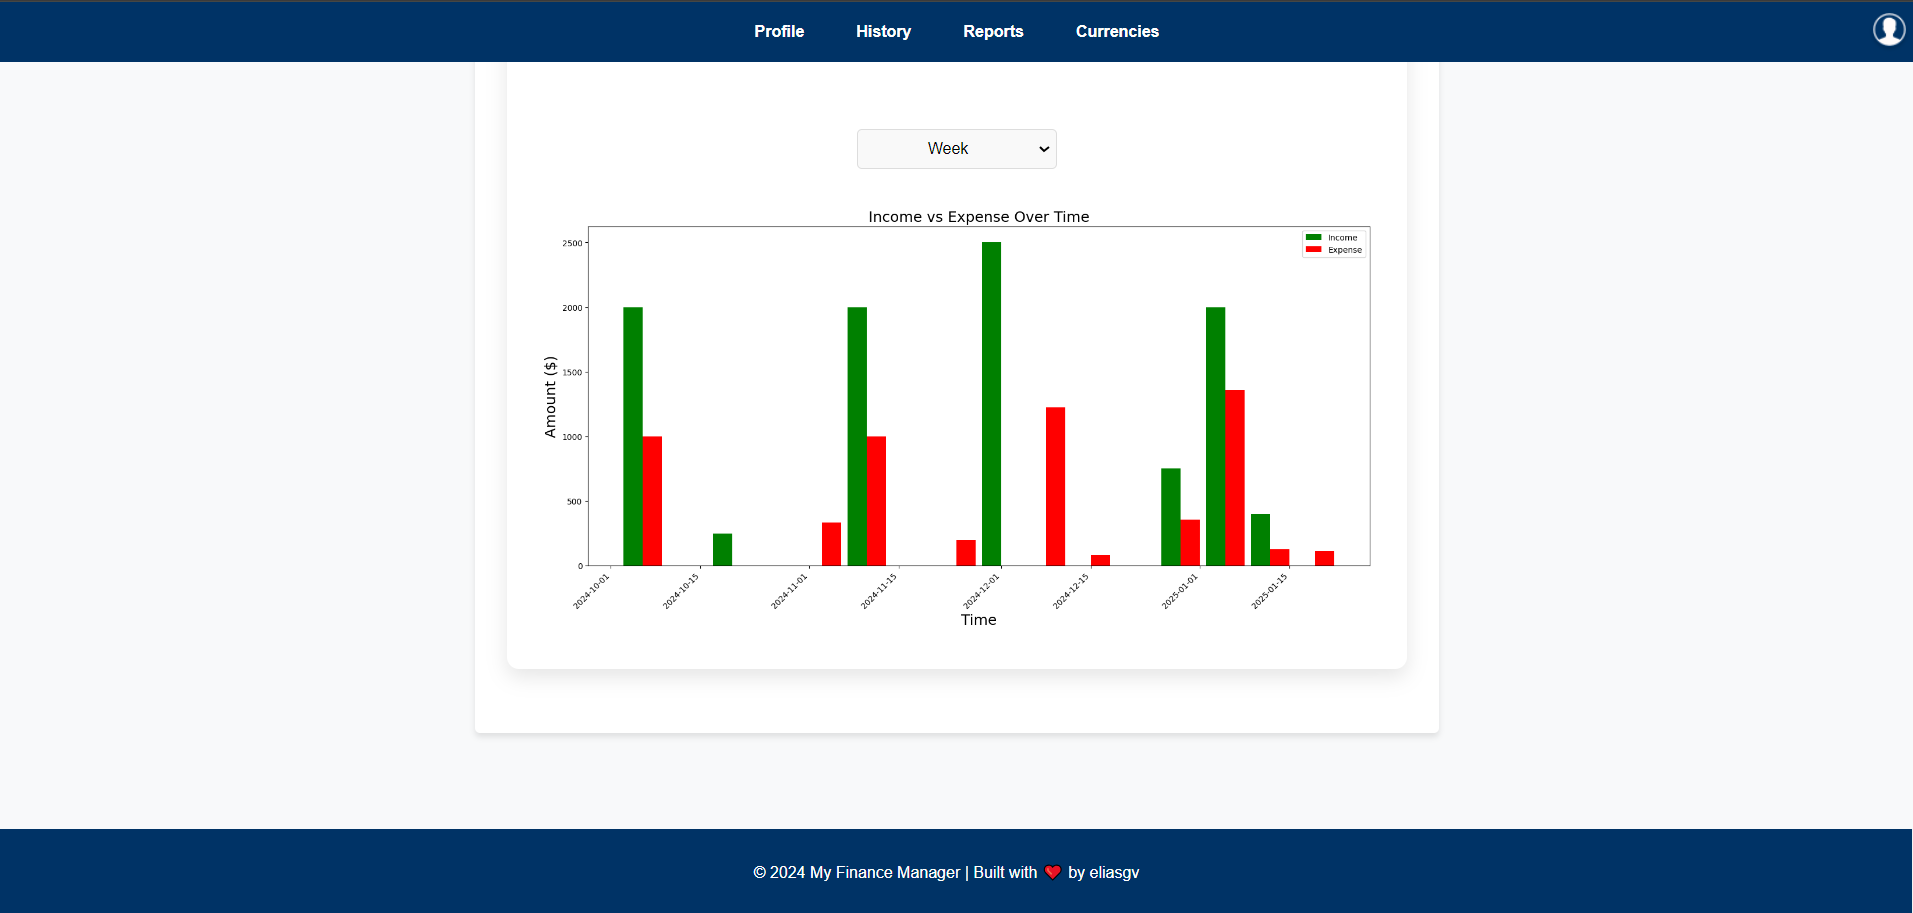 Profile History Reports Currencies
Week
Income vs Expense Over Time
Income
Expense
2500
2000
1500
1000
500
0
Amount ($)
2024-10-01 2024-10-15 2024-11-01 2024-11-15 2024-12-01 2024-12-15 2025-01-01 2025-01-15
Time
© 2024 My Finance Manager | Built with ❤️ by eliasgv